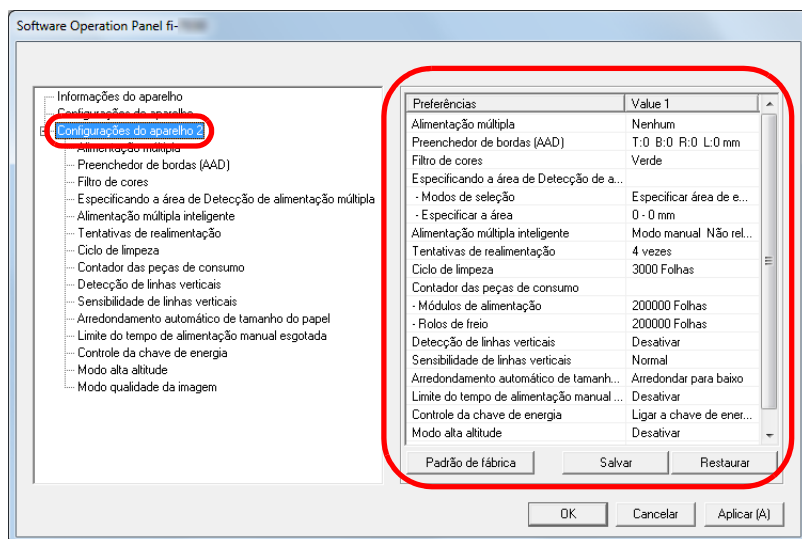 Software Operation Panel fi-
Informações do aparelho
Configurações do aparelho
Configurações do aparelho 2
Alimentação múltipla
Preenchedor de bordas (AAD)
Filtro de cores
Especificando a área de Detecção de alimentação múltipla
Alimentação múltipla inteligente
Tentativas de realimentação
Ciclo de limpeza
Contador das peças de consumo
Detecção de linhas verticais
Sensibilidade de linhas verticais
Arredondamento automático de tamanho do papel
Limite do tempo de alimentação manual esgotada
Controle da chave de energia
Modo alta altitude
Modo qualidade da imagem
Preferências Value 1
Alimentação múltipla Nenhum
Preenchedor de bordas (AAD) T:0 B:0 R:0 L:0 mm
Filtro de cores Verde
Especificando a área de Detecção de a...
- Modos de seleção Especificar área de e...
- Especificar a área 0 - 0 mm
Alimentação múltipla inteligente Modo manual Não rel...
Tentativas de realimentação 4 vezes
Ciclo de limpeza 3000 Folhas
Contador das peças de consumo
- Módulos de alimentação 200000 Folhas
- Rolos de freio 200000 Folhas
Detecção de linhas verticais Desativar
Sensibilidade de linhas verticais Normal
Arredondamento automático de tamanh... Arredondar para baixo
Limite do tempo de alimentação manual ... Desativar
Controle da chave de energia Ligar a chave de ener...
Modo alta altitude Desativar
Padrão de fábrica Salvar Restaurar
OK Cancelar Aplicar (A)